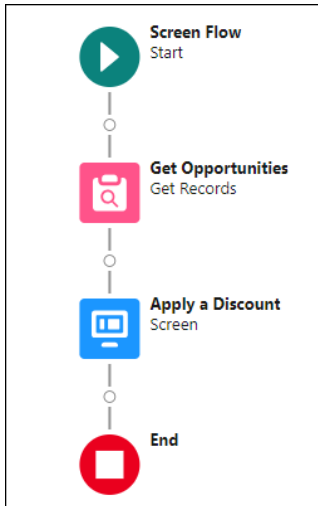 Screen Flow
Start
Get Opportunities
Get Records
Apply a Discount
Screen
End